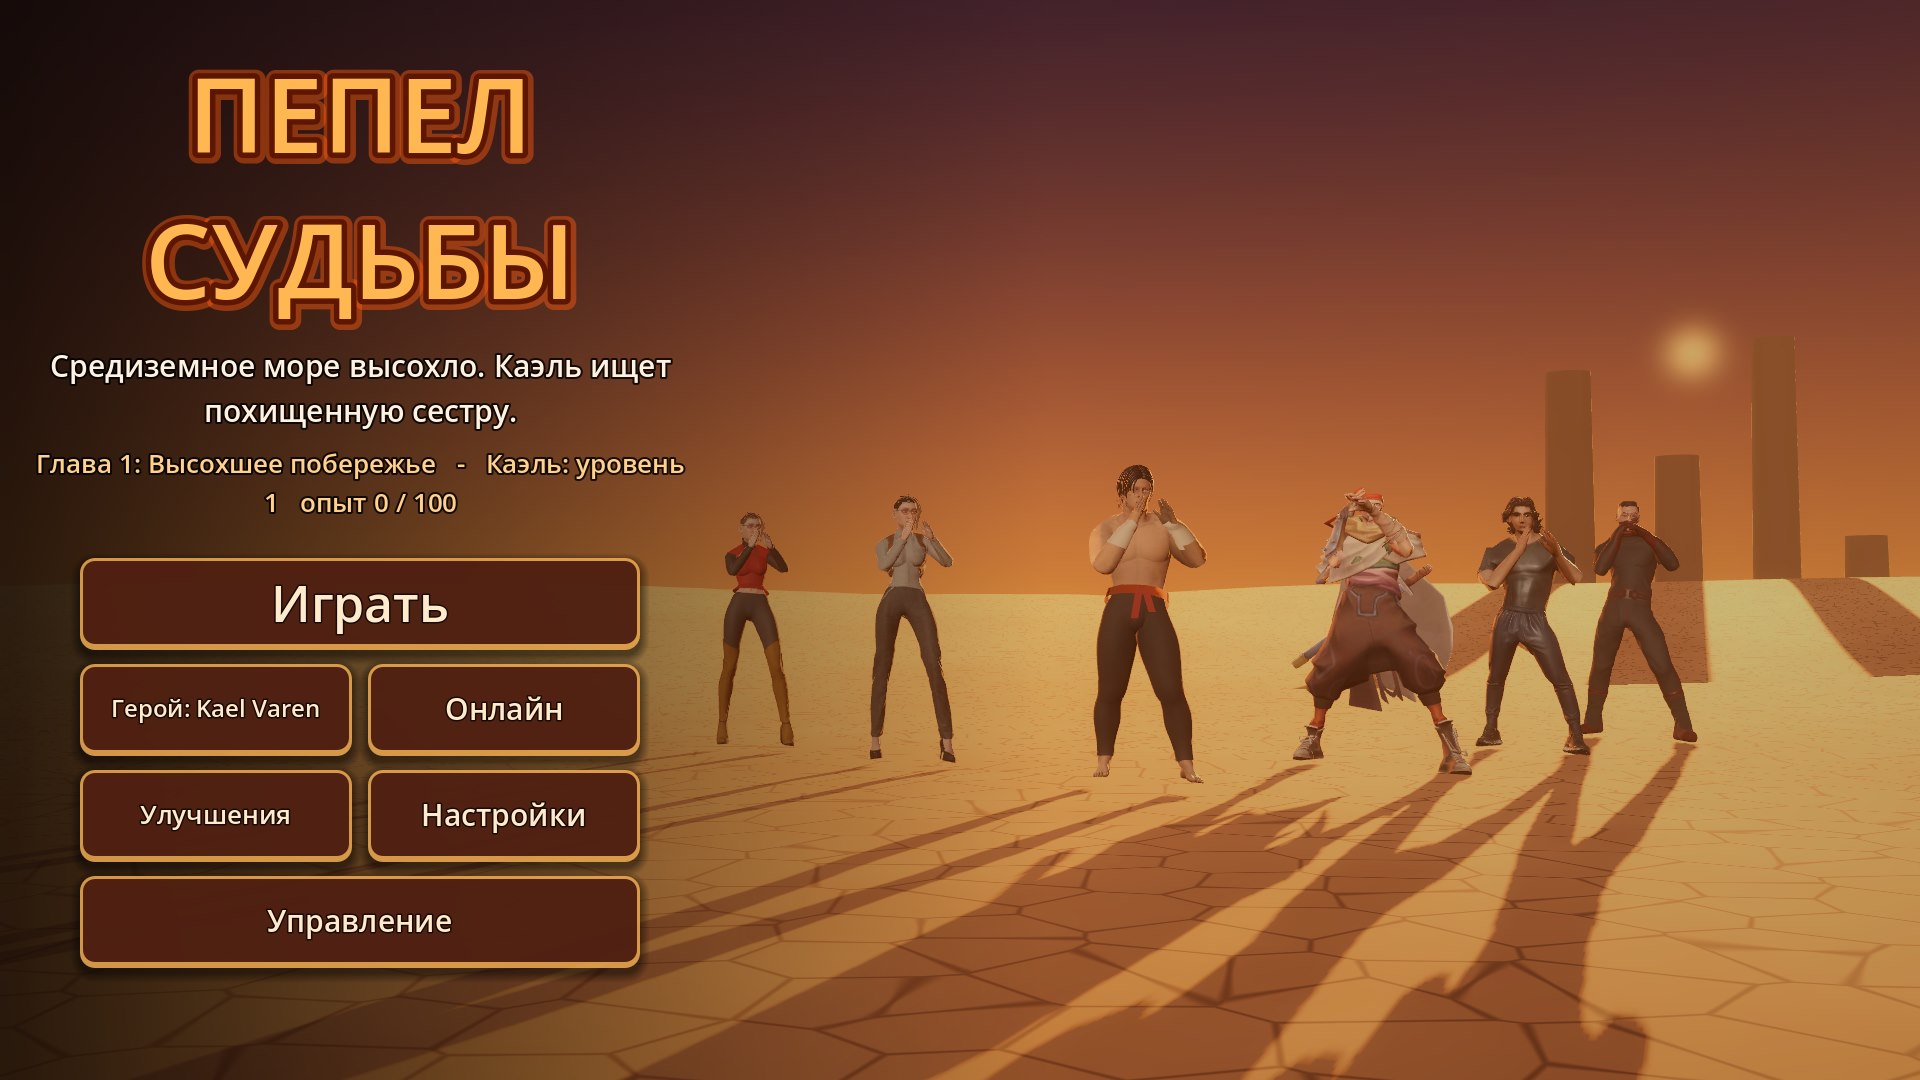 ПЕПЕЛ
СУДЬБЫ
Средиземное море высохло. Каэль ищет
похищенную сестру.
Глава 1: Высохшее побережье - Каэль: уровень
1 опыт 0 / 100
Играть
Герой: Kael Varen
Онлайн
Улучшения
Настройки
Управление